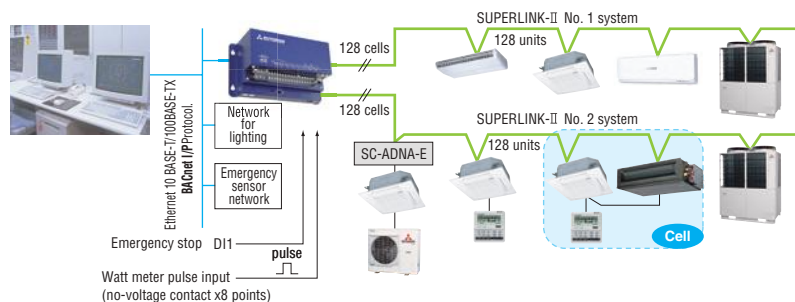 SUPERLINK-II No. 1 system
128 cells
128 units
128 cells
SUPERLINK-II No. 2 system
128 units
Ethernet 10 BASE-T/100BASE-TX
BACnet I/P Protocol.
Network
for
lighting
SC-ADNA-E
Emergency
sensor
network
Cell
Emergency stop DI1
pulse
Watt meter pulse input
(no-voltage contact x8 points)